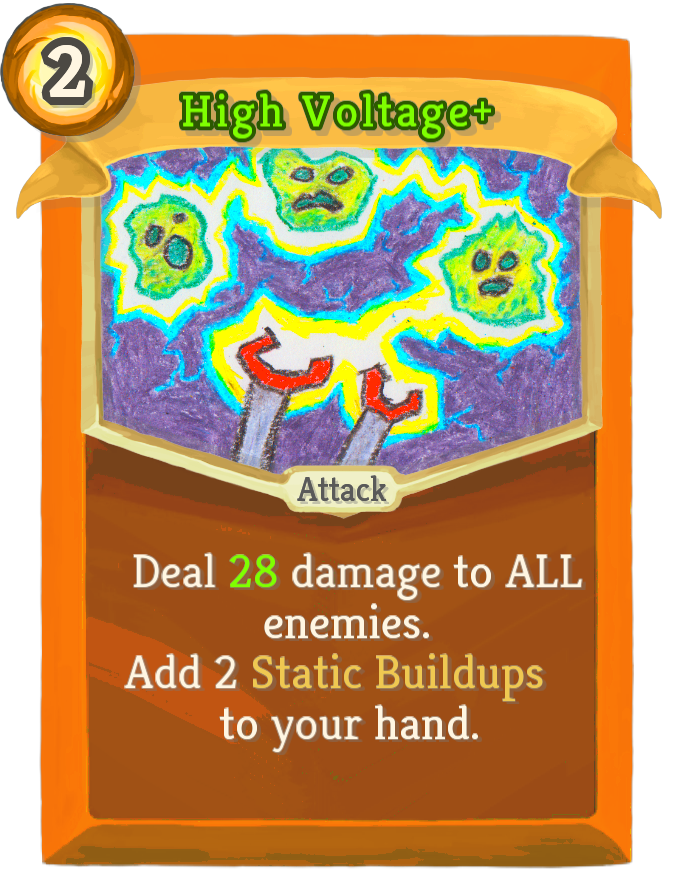 2
High Voltage+
Attack
Deal 28 damage to ALL
enemies.
Add 2 Static Buildups
to your hand.